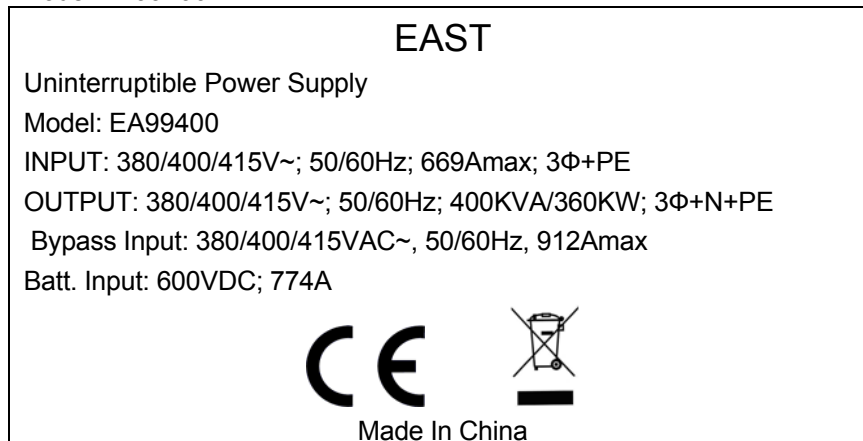 EAST
Uninterruptible Power Supply
Model: EA99400
INPUT: 380/400/415V~; 50/60Hz; 669Amax; 3Φ+PE
OUTPUT: 380/400/415V~; 50/60Hz; 400KVA/360KW; 3Φ+N+PE
Bypass Input: 380/400/415VAC~, 50/60Hz, 912Amax
Batt. Input: 600VDC; 774A
CE
Made In China